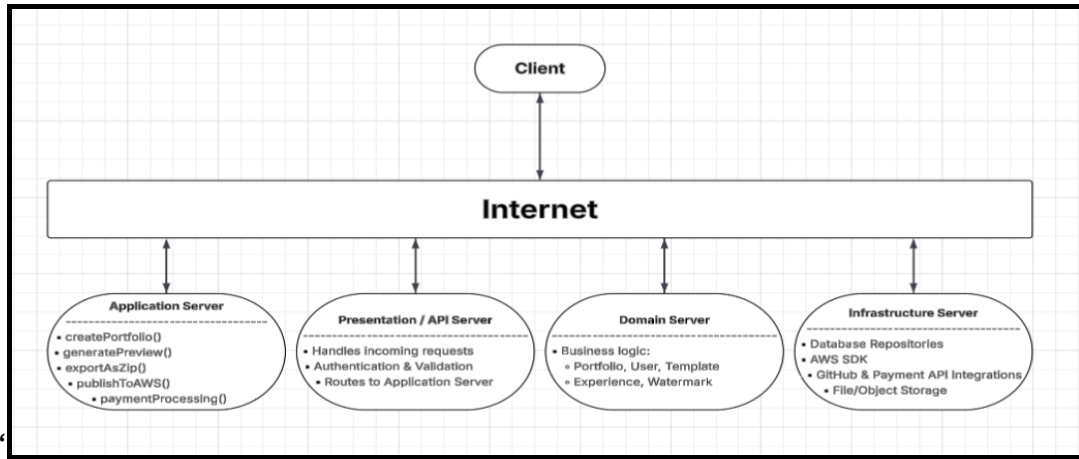 Client
Internet
Application Server
• createPortfolio()
• generatePreview()
• exportAsZip()
• publishToAWS()
• paymentProcessing()
Presentation / API Server
• Handles Incoming requests
• Authentication & Validation
• Routes to Application Server
Domain Server
• Business logic:
◦ Portfolio, User, Template
◦ Experience, Watermark
Infrastructure Server
• Database Repositories
• AWS SDK
• GitHub & Payment API Integrations
• File/Object Storage
“